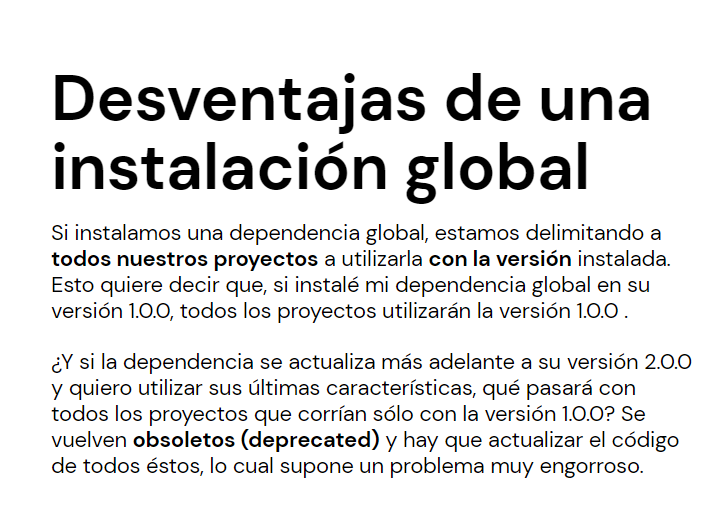 Desventajas de una
instalación global
Si instalamos una dependencia global, estamos delimitando a
todos nuestros proyectos a utilizarla con la versión instalada.
Esto quiere decir que, si instalé mi dependencia global en su
versión 1.0.0, todos los proyectos utilizarán la versión 1.0.0 .
¿Y si la dependencia se actualiza más adelante a su versión 2.0.0
y quiero utilizar sus últimas características, qué pasará con
todos los proyectos que corrían sólo con la versión 1.0.0? Se
vuelven obsoletos (deprecated) y hay que actualizar el código
de todos éstos, lo cual supone un problema muy engorroso.